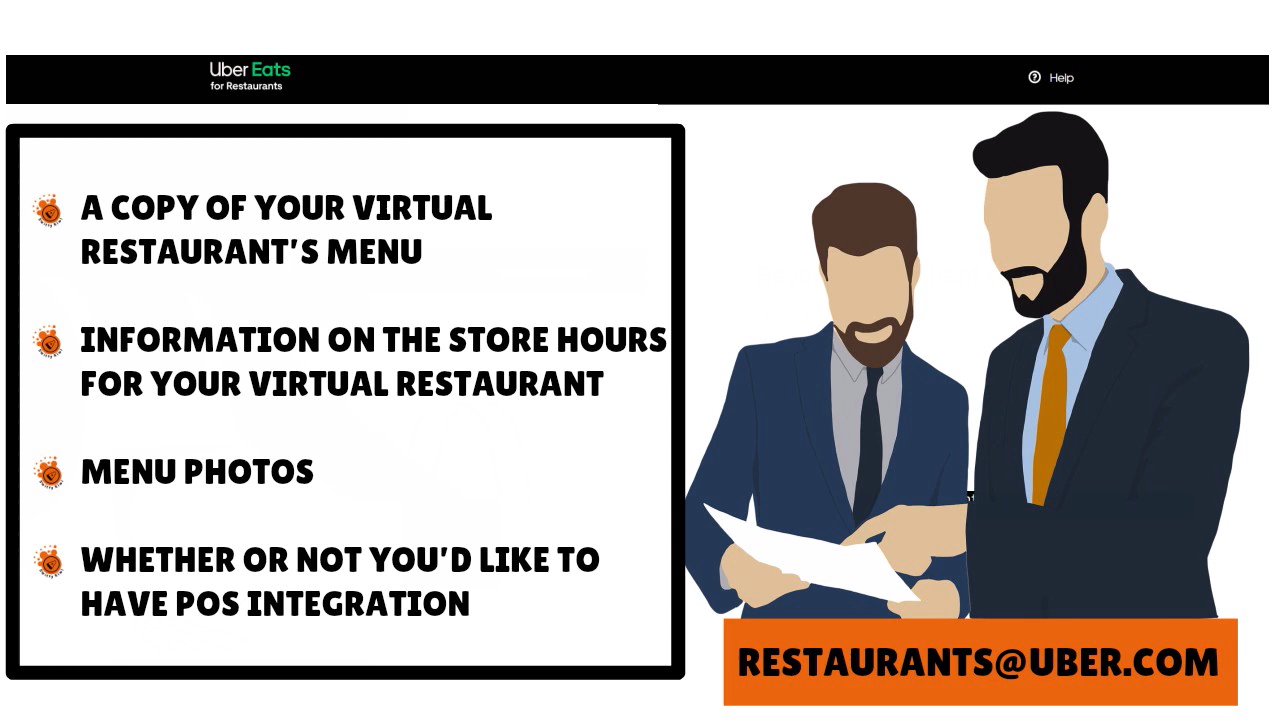 Uber Eats
for Restaurants
Help
A COPY OF YOUR VIRTUAL
RESTAURANT'S MENU
INFORMATION ON THE STORE HOURS
FOR YOUR VIRTUAL RESTAURANT
MENU PHOTOS
WHETHER OR NOT YOU'D LIKE TO
HAVE POS INTEGRATION
RESTAURANTS@UBER.COM